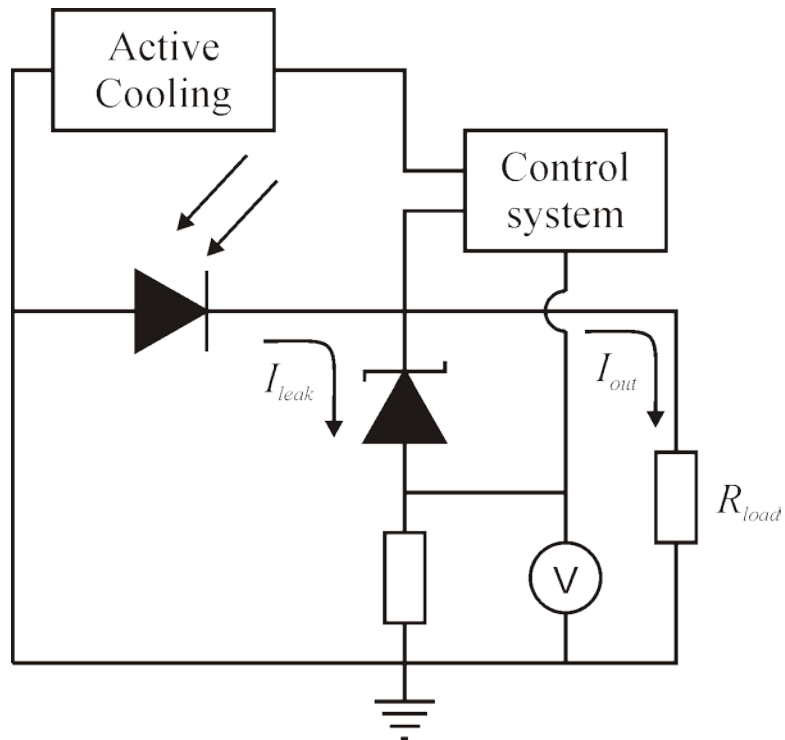 Active
Cooling
Control
system
I_leak
I_out
R_load
V